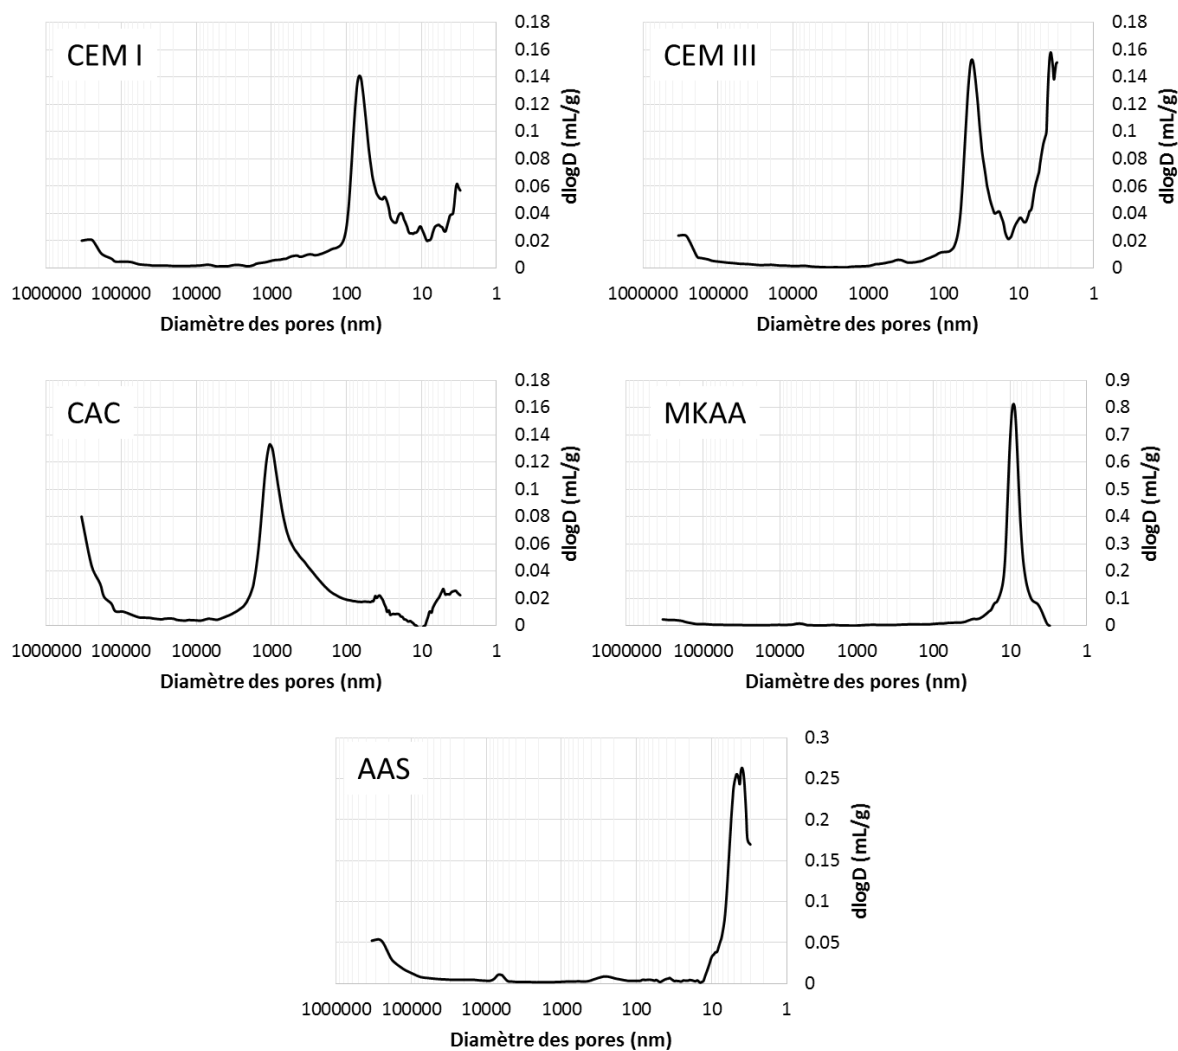 CEM I
0.18
0.16
0.14
0.12
0.1
0.08
0.06
0.04
0.02
0
dlogD (mL/g)
1000000 100000 10000 1000 100 10 1
Diamètre des pores (nm)
CEM III
0.18
0.16
0.14
0.12
0.1
0.08
0.06
0.04
0.02
0
dlogD (mL/g)
1000000 100000 10000 1000 100 10 1
Diamètre des pores (nm)
CAC
0.18
0.16
0.14
0.12
0.1
0.08
0.06
0.04
0.02
0
dlogD (mL/g)
1000000 100000 10000 1000 100 10 1
Diamètre des pores (nm)
MKAA
0.9
0.8
0.7
0.6
0.5
0.4
0.3
0.2
0.1
0
dlogD (mL/g)
1000000 100000 10000 1000 100 10 1
Diamètre des pores (nm)
AAS
0.3
0.25
0.2
0.15
0.1
0.05
0
dlogD (mL/g)
1000000 100000 10000 1000 100 10 1
Diamètre des pores (nm)